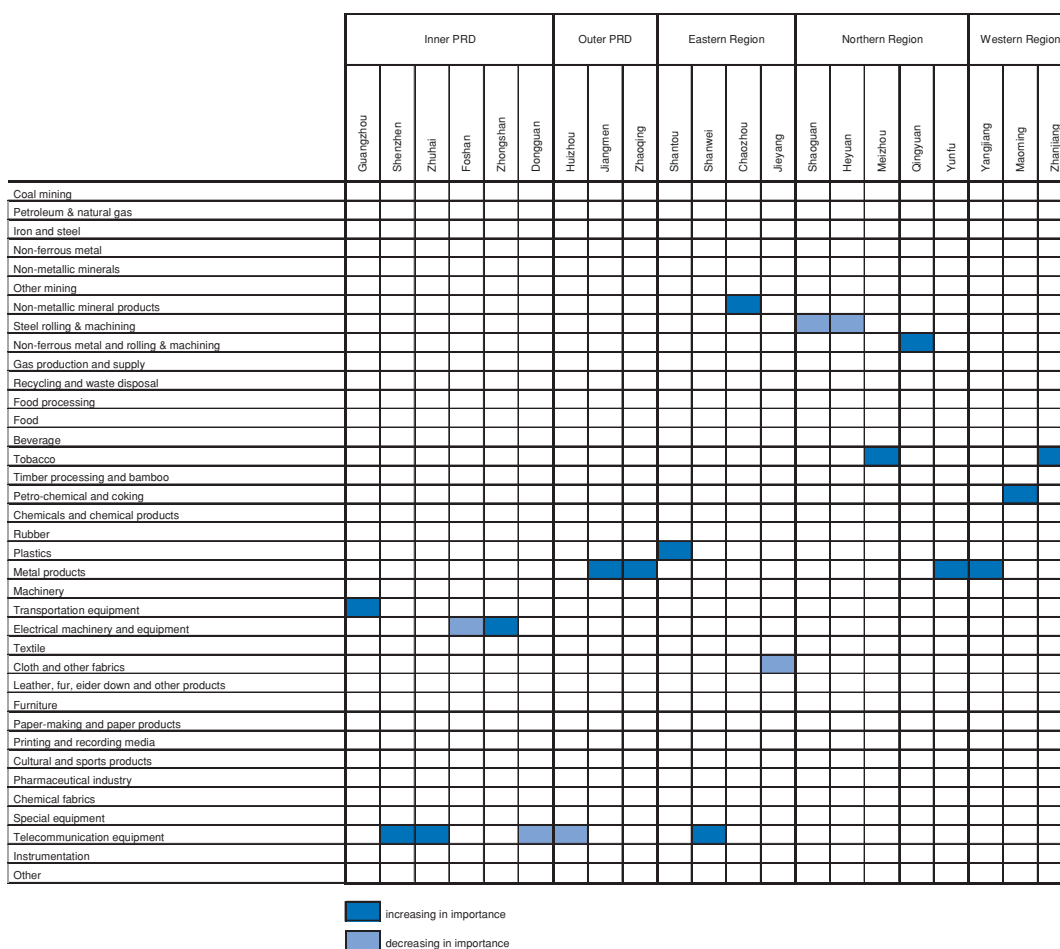 Inner PRD
Outer PRD
Eastern Region
Northern Region
Western Region
Guangzhou
Shenzhen
Zhuhai
Foshan
Zhongshan
Dongguan
Huizhou
Jiangmen
Zhaoqing
Shantou
Shanwei
Chaozhou
Jieyang
Shaoguan
Heyuan
Meizhou
Qingyuan
Yunfu
Yangjiang
Maoming
Zhanjiang
Coal mining
Petroleum & natural gas
Iron and steel
Non-ferrous metal
Non-metallic minerals
Other mining
Non-metallic mineral products
Steel rolling & machining
Non-ferrous metal and rolling & machining
Gas production and supply
Recycling and waste disposal
Food processing
Food
Beverage
Tobacco
Timber processing and bamboo
Petro-chemical and coking
Chemicals and chemical products
Rubber
Plastics
Metal products
Machinery
Transportation equipment
Electrical machinery and equipment
Textile
Cloth and other fabrics
Leather, fur, eider down and other products
Furniture
Paper-making and paper products
Printing and recording media
Cultural and sports products
Pharmaceutical industry
Chemical fabrics
Special equipment
Telecommunication equipment
Instrumentation
Other
increasing in importance
decreasing in importance